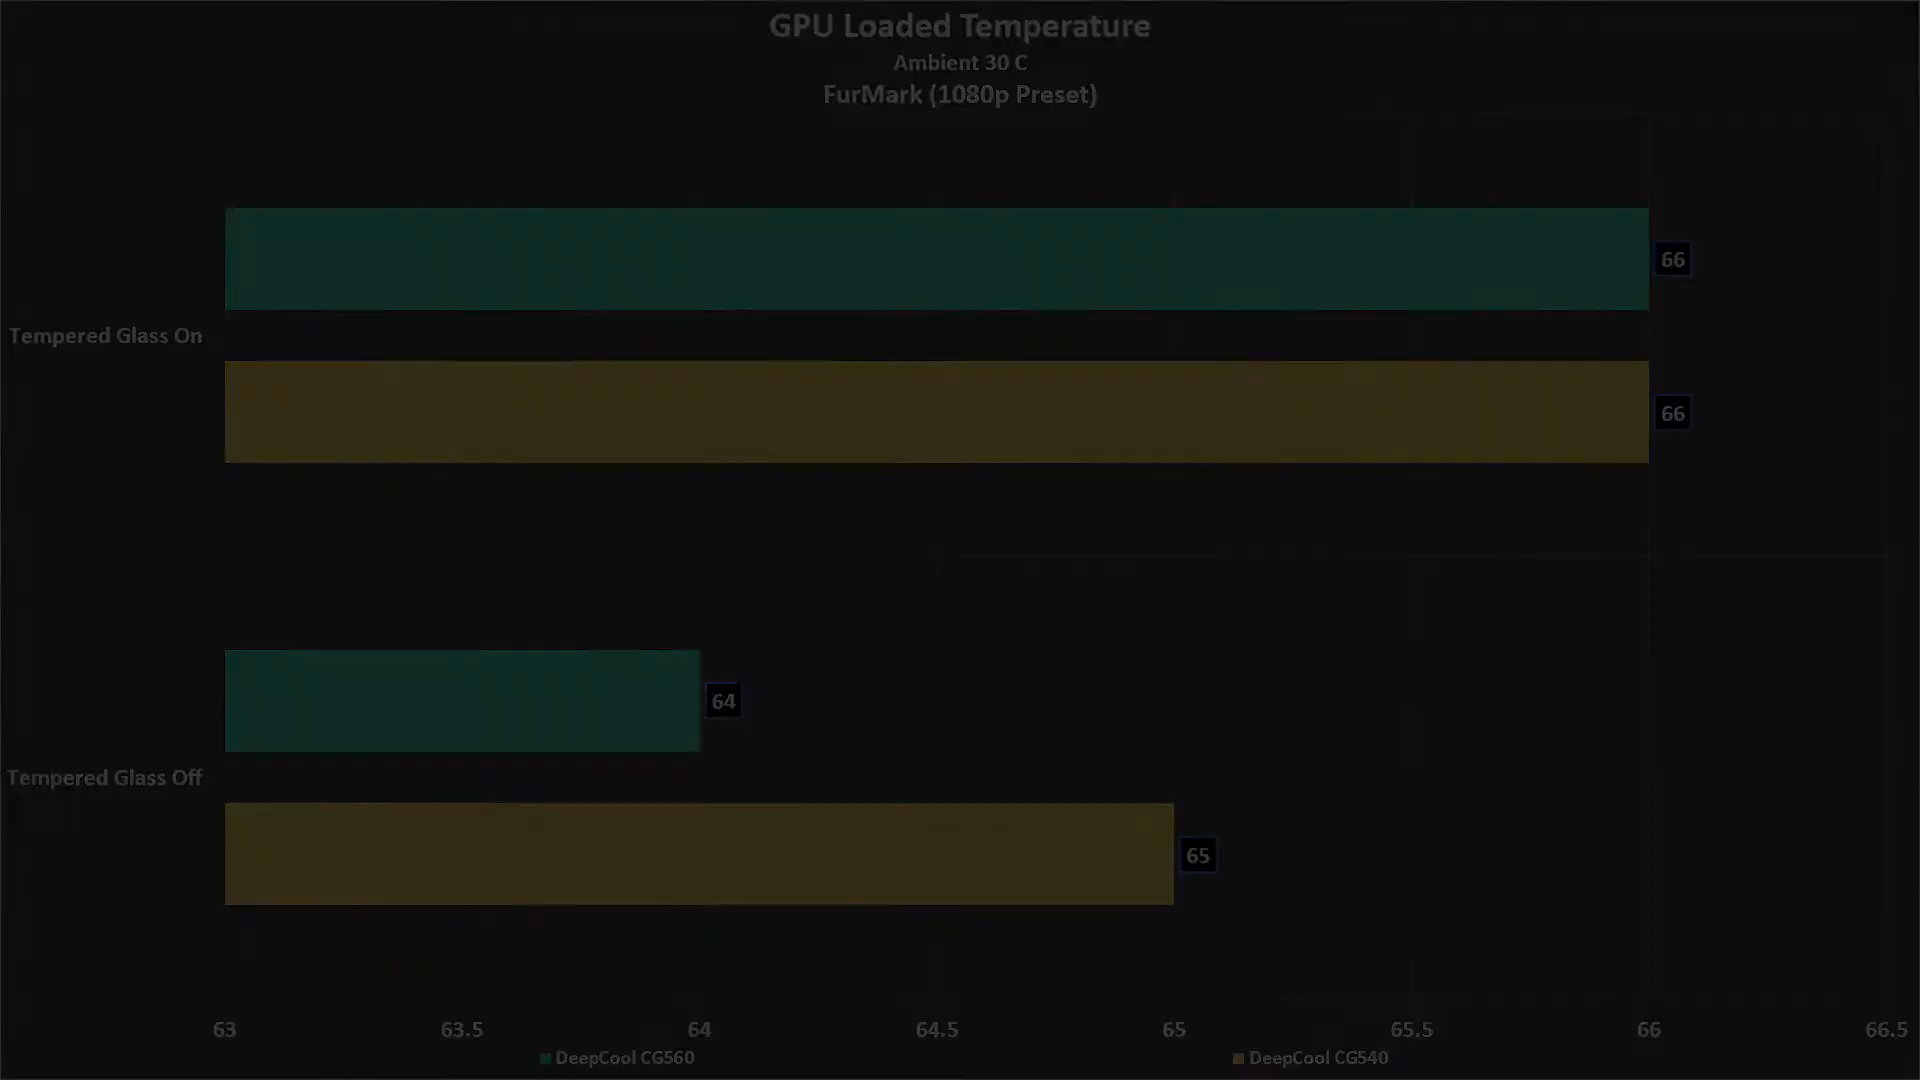 GPU Loaded Temperature
Ambient 30 C
FurMark (1080p Preset)
66
Tempered Glass On
66
64
Tempered Glass Off
65
63 63.5 64 64.5 65 65.5 66 66.5
DeepCool CG560 DeepCool CG540